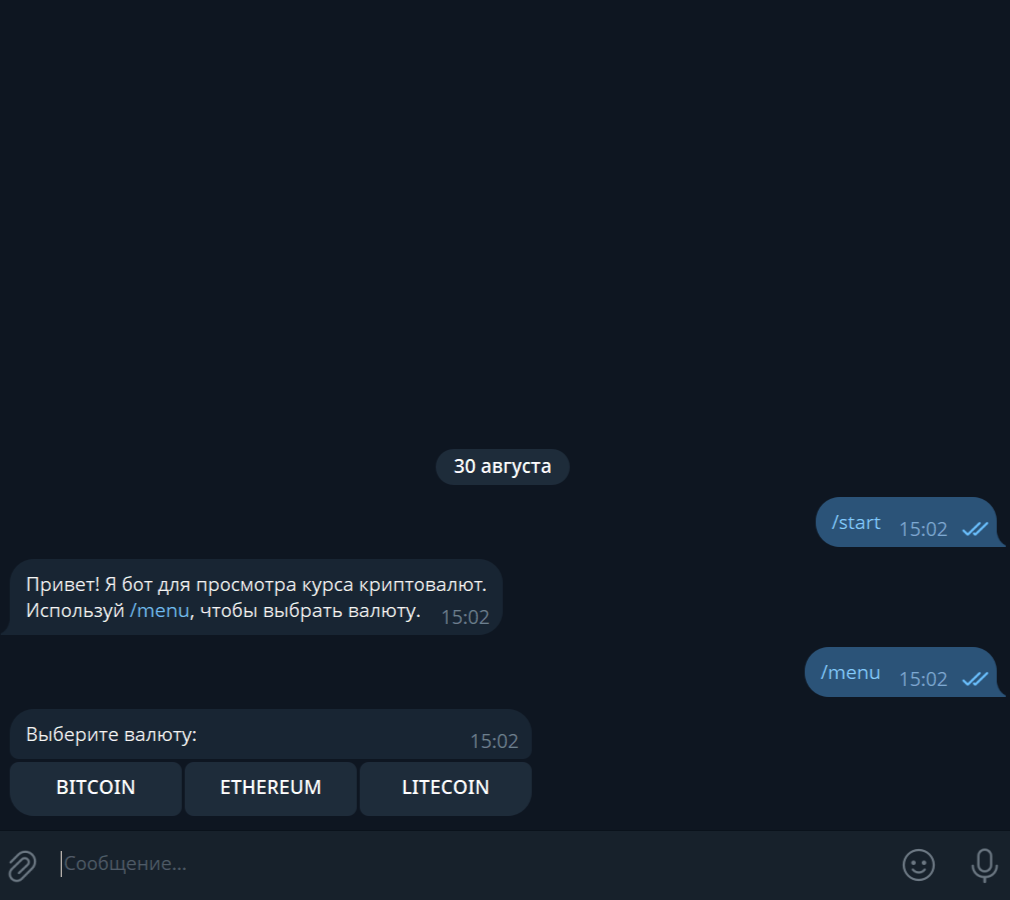 30 августа
/start 15:02
Привет! Я бот для просмотра курса криптовалют.
Используй /menu, чтобы выбрать валюту. 15:02
/menu 15:02
Выберите валюту: 15:02
BITCOIN ETHEREUM LITECOIN
Сообщение...